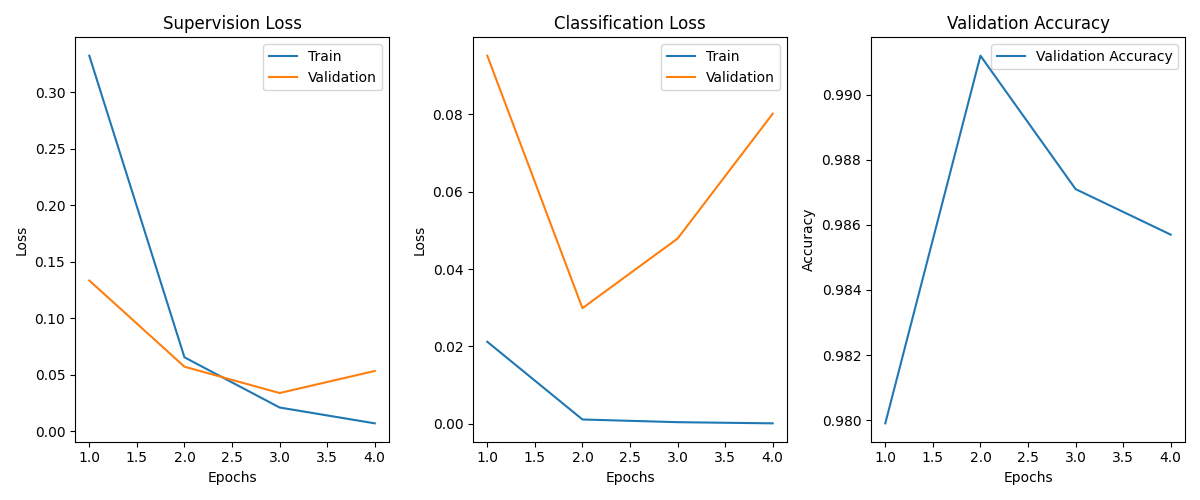 Supervision Loss
Train
Validation
0.30
0.25
0.20
0.15
0.10
0.05
0.00
Loss
1.0 1.5 2.0 2.5 3.0 3.5 4.0
Epochs
Classification Loss
Train
Validation
0.08
0.06
0.04
0.02
0.00
Loss
1.0 1.5 2.0 2.5 3.0 3.5 4.0
Epochs
Validation Accuracy
Validation Accuracy
0.990
0.988
0.986
0.984
0.982
0.980
Accuracy
1.0 1.5 2.0 2.5 3.0 3.5 4.0
Epochs